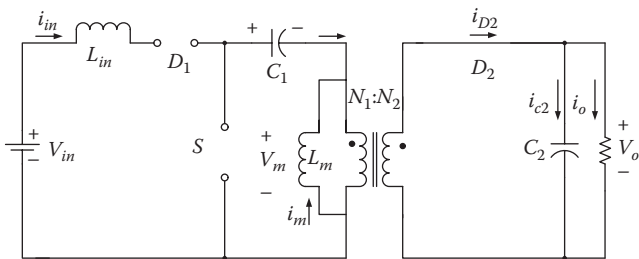 i_in
L_in
D_1
+
−
C_1
i_D2
D_2
N_1:N_2
+
−
V_in
S
+
V_m
−
L_m
i_m
i_c2
i_o
C_2
+
V_o
−